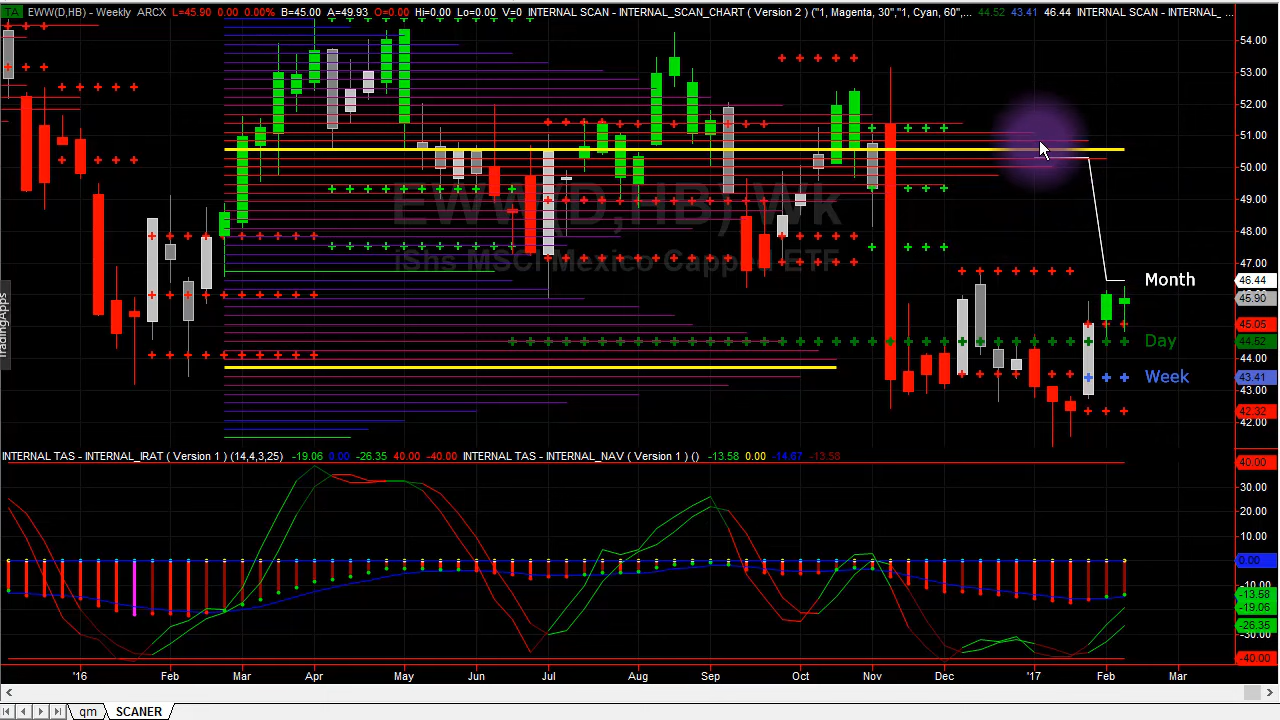 TA EWW(D,HB) - Weekly ARCX L=45.90 0.00 0.00% B=45.00 A=49.93 O=0.00 Hi=0.00 Lo=0.00 V=0 INTERNAL SCAN - INTERNAL_SCAN CHART ( Version 2 ) ("1, Magenta, 30","1, Cyan, 60",... 44.52 43.41 46.44 INTERNAL SCAN - INTERNAL_ ...
54.00
53.00
52.00
51.00
50.00
49.00
48.00
47.00
46.44
45.90
45.05
44.00
43.41
43.00
42.32
42.00
EWW(D,HB) Wk
iShs MSCI Mexico Capped ETF
Month
Day
Week
TradingApps
INTERNAL TAS - INTERNAL_IRAT ( Version 1 ) (14,4,3,25) -19.06 0.00 -26.35 40.00 -40.00 INTERNAL TAS - INTERNAL_NAV ( Version 1 ) () -13.58 0.00 -14.67 -13.58
40.00
30.00
20.00
10.00
0.00
-10.00
-13.58
-19.06
-26.35
-30.00
-40.00
'16 Feb Mar Apr May Jun Jul Aug Sep Oct Nov Dec '17 Feb Mar
qm SCANER